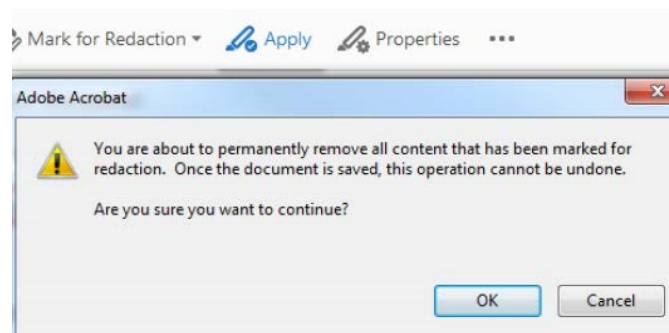 Mark for Redaction
Apply
Properties
Adobe Acrobat
You are about to permanently remove all content that has been marked for
redaction. Once the document is saved, this operation cannot be undone.
Are you sure you want to continue?
OK
Cancel